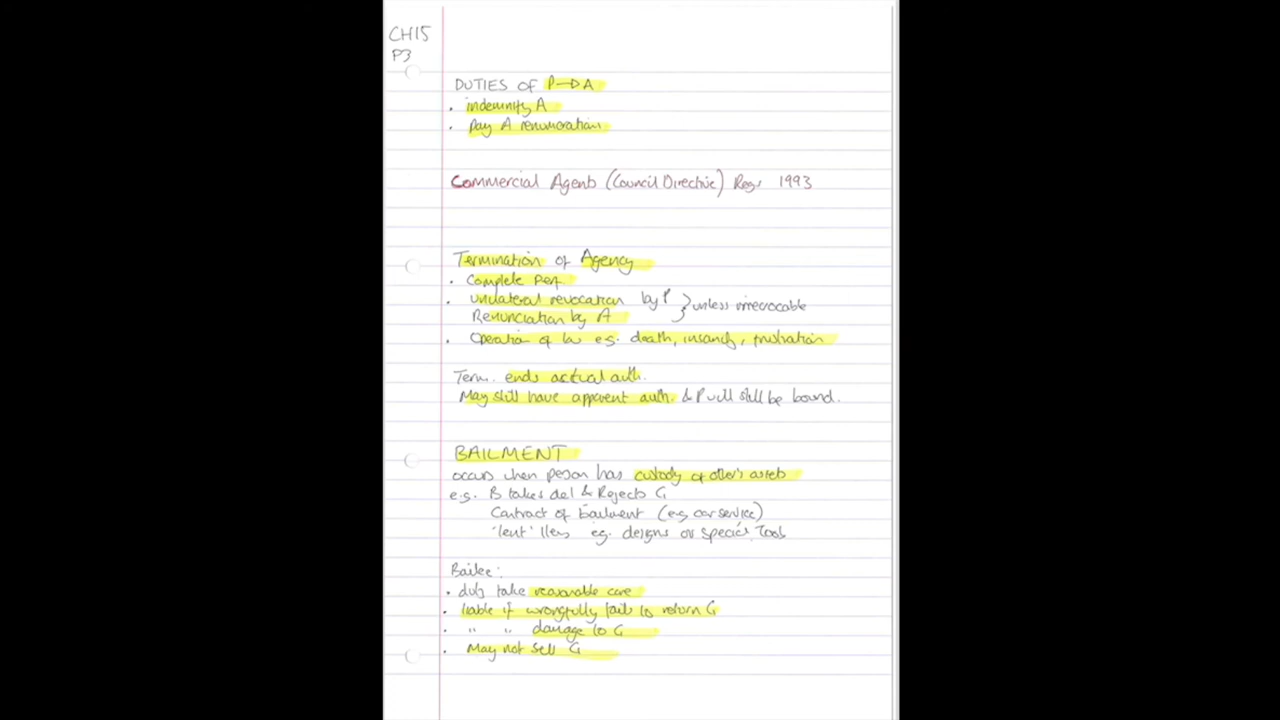 CH15
P3
DUTIES OF P→A
• indemnify A
• pay A renumoration
Commercial Agents (Council Directive) Regs 1993
Termination of Agency
• Complete perf.
• Unilateral revocation by P } unless irrevocable
Renunciation by A
• Operation of law e.g. death, insanity, frustration
Term. ends actual auth.
May still have apparent auth. & P will still be bound.
BAILMENT
occurs when person has custody of other's assets
e.g. B takes del & Rejects G
Contract of Bailment (e.g. car service)
'lent' items e.g. designs or special tools
Bailee:
• duty take reasonable care
• liable if wrongfully fails to return G
• " " damage to G
• May not sell G